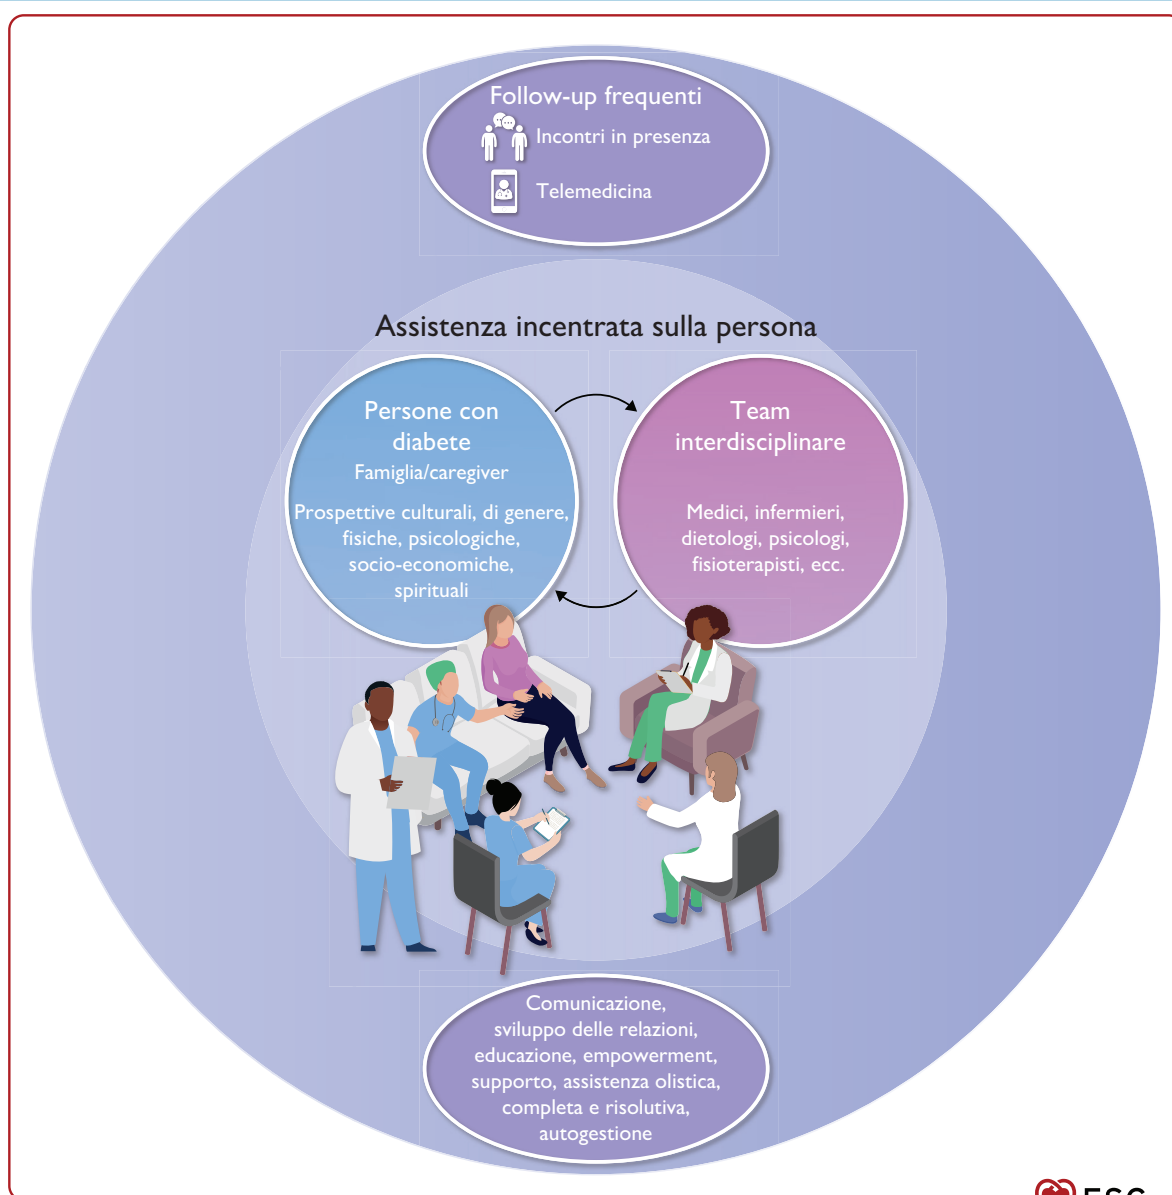 Follow-up frequenti
Incontri in presenza
Telemedicina
Assistenza incentrata sulla persona
Persone con
diabete
Famiglia/caregiver
Prospettive culturali, di genere,
fisiche, psicologiche,
socio-economiche,
spirituali
Team
interdisciplinare
Medici, infermieri,
dietologi, psicologi,
fisioterapisti, ecc.
Comunicazione,
sviluppo delle relazioni,
educazione, empowerment,
supporto, assistenza olistica,
completa e risolutiva,
autogestione
ESC